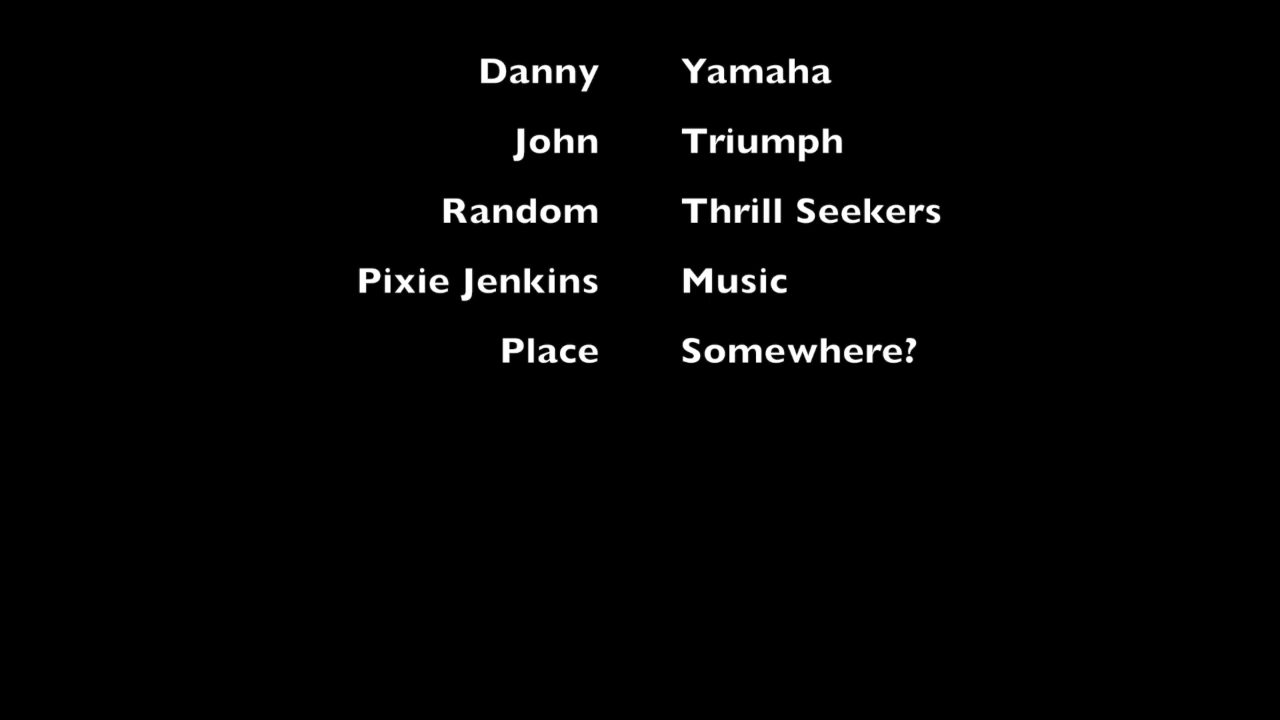 Danny Yamaha
John Triumph
Random Thrill Seekers
Pixie Jenkins Music
Place Somewhere?